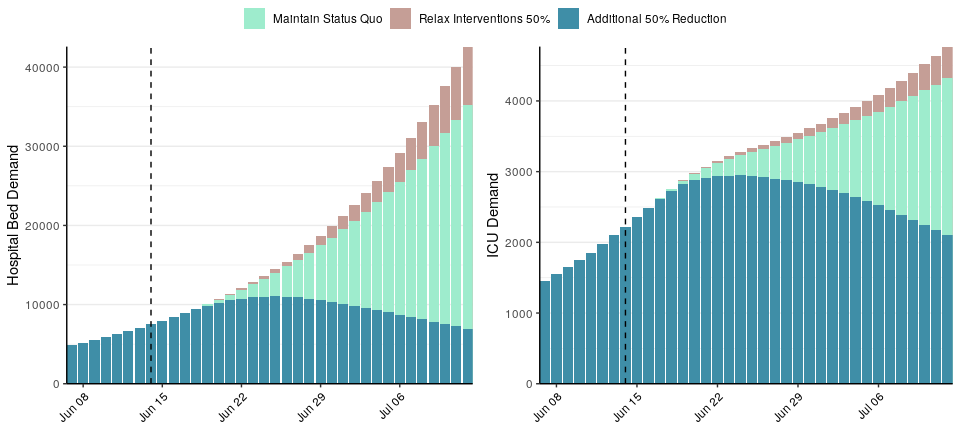 Maintain Status Quo Relax Interventions 50% Additional 50% Reduction
Hospital Bed Demand
40000
30000
20000
10000
0
Jun 08 Jun 15 Jun 22 Jun 29 Jul 06
ICU Demand
4000
3000
2000
1000
0
Jun 08 Jun 15 Jun 22 Jun 29 Jul 06